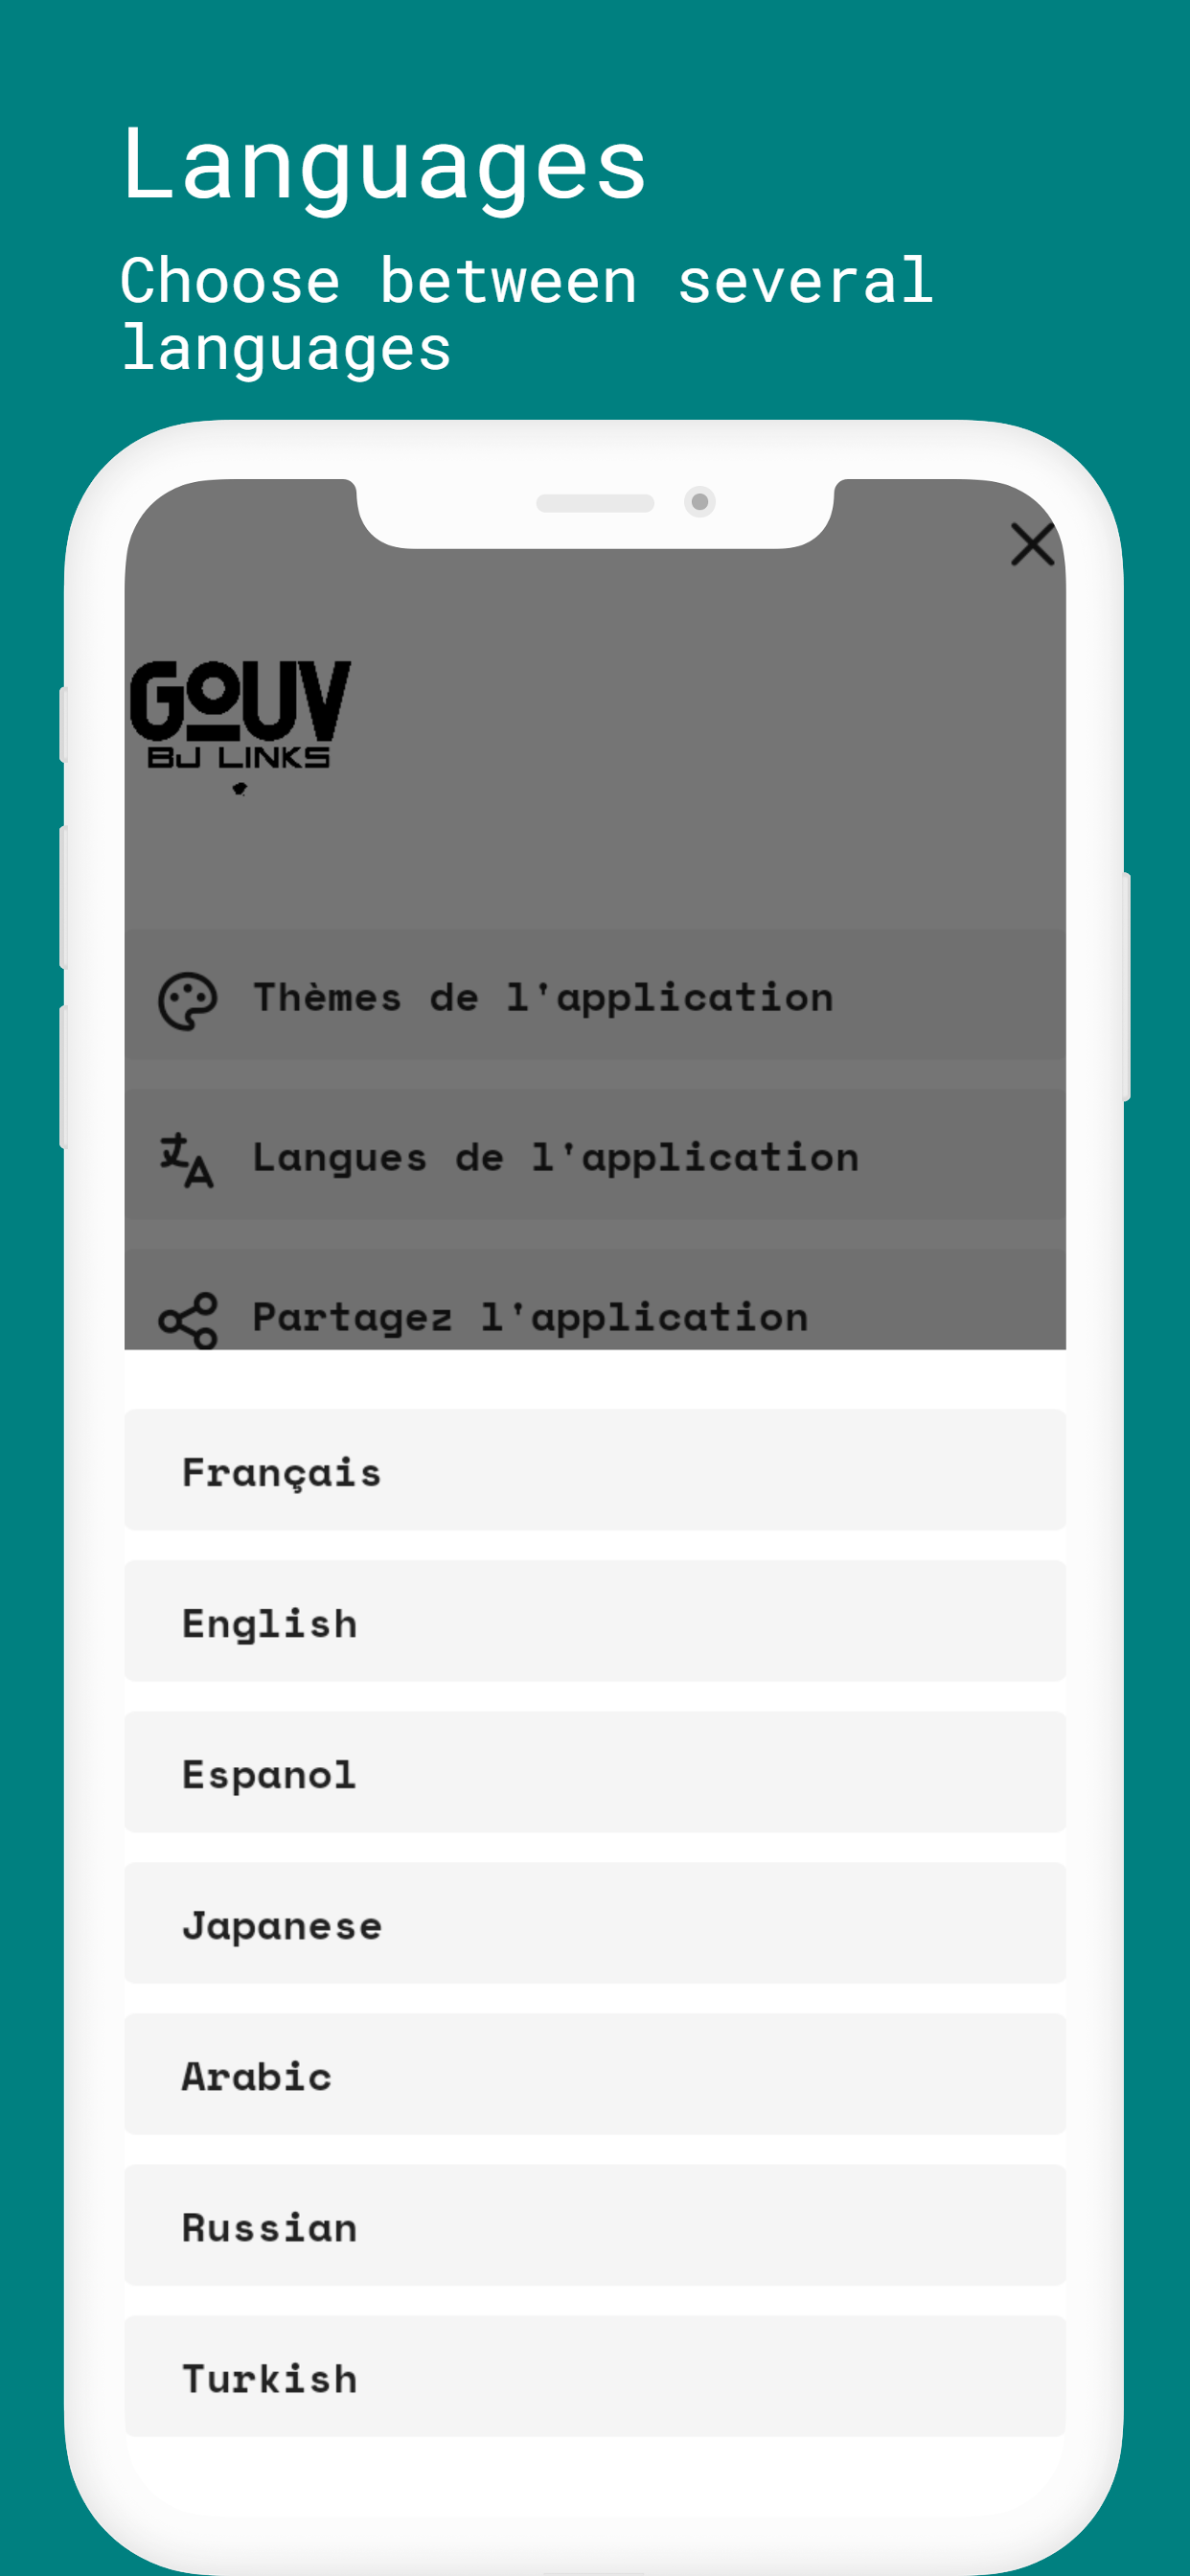 Languages
Choose between several
languages
GOUV
BJ LINKS
Thèmes de l'application
Langues de l'application
Partagez l'application
Français
English
Espanol
Japanese
Arabic
Russian
Turkish